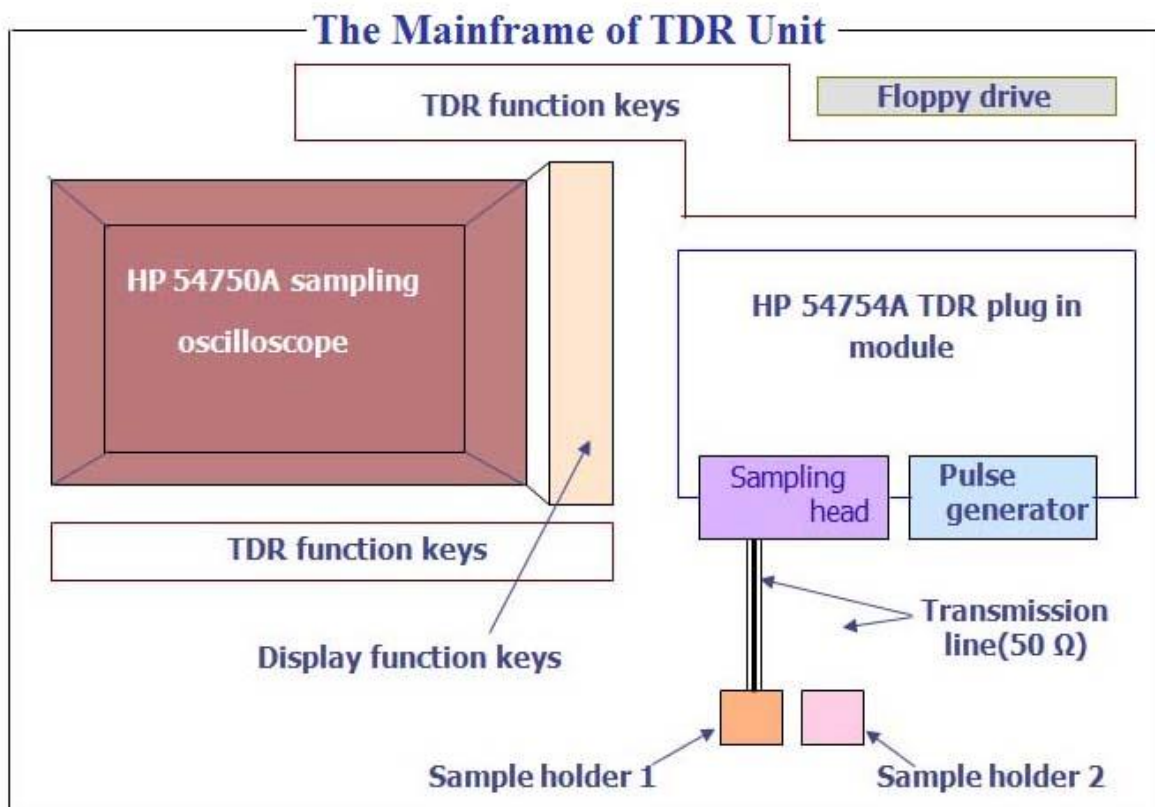 The Mainframe of TDR Unit
TDR function keys
Floppy drive
HP 54750A sampling
oscilloscope
HP 54754A TDR plug in
module
Sampling
head
Pulse
generator
TDR function keys
Transmission
line(50 Ω)
Display function keys
Sample holder 1
Sample holder 2